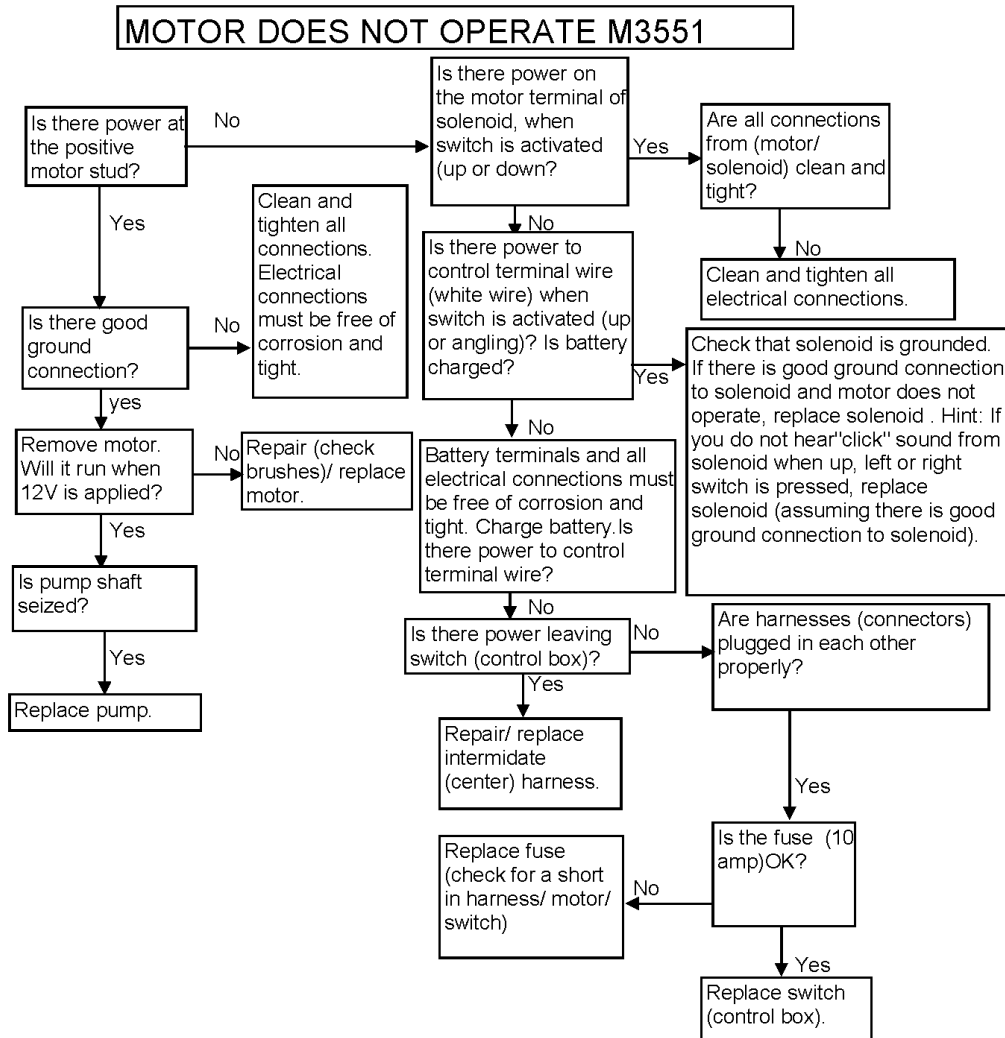 MOTOR DOES NOT OPERATE M3551
Is there power at
the positive
motor stud?
No
Is there power on
the motor terminal of
solenoid, when
switch is activated
(up or down?
Yes
Are all connections
from (motor/
solenoid) clean and
tight?
Yes
No
No
Clean and
tighten all
connections.
Electrical
connections
must be free of
corrosion and
tight.
Is there power to
control terminal wire
(white wire) when
switch is activated (up
or angling)? Is battery
charged?
Clean and tighten all
electrical connections.
Is there good
ground
connection?
No
Yes
Check that solenoid is grounded.
If there is good ground connection
to solenoid and motor does not
operate, replace solenoid . Hint: If
you do not hear"click" sound from
solenoid when up, left or right
switch is pressed, replace
solenoid (assuming there is good
ground connection to solenoid).
yes
No
Remove motor.
Will it run when
12V is applied?
No
Repair (check
brushes)/ replace
motor.
Battery terminals and all
electrical connections must
be free of corrosion and
tight. Charge battery.Is
there power to control
terminal wire?
Yes
Is pump shaft
seized?
No
Is there power leaving
switch (control box)?
No
Are harnesses (connectors)
plugged in each other
properly?
Yes
Replace pump.
Yes
Repair/ replace
intermidate
(center) harness.
Yes
Is the fuse (10
amp)OK?
No
Replace fuse
(check for a short
in harness/ motor/
switch)
Yes
Replace switch
(control box).